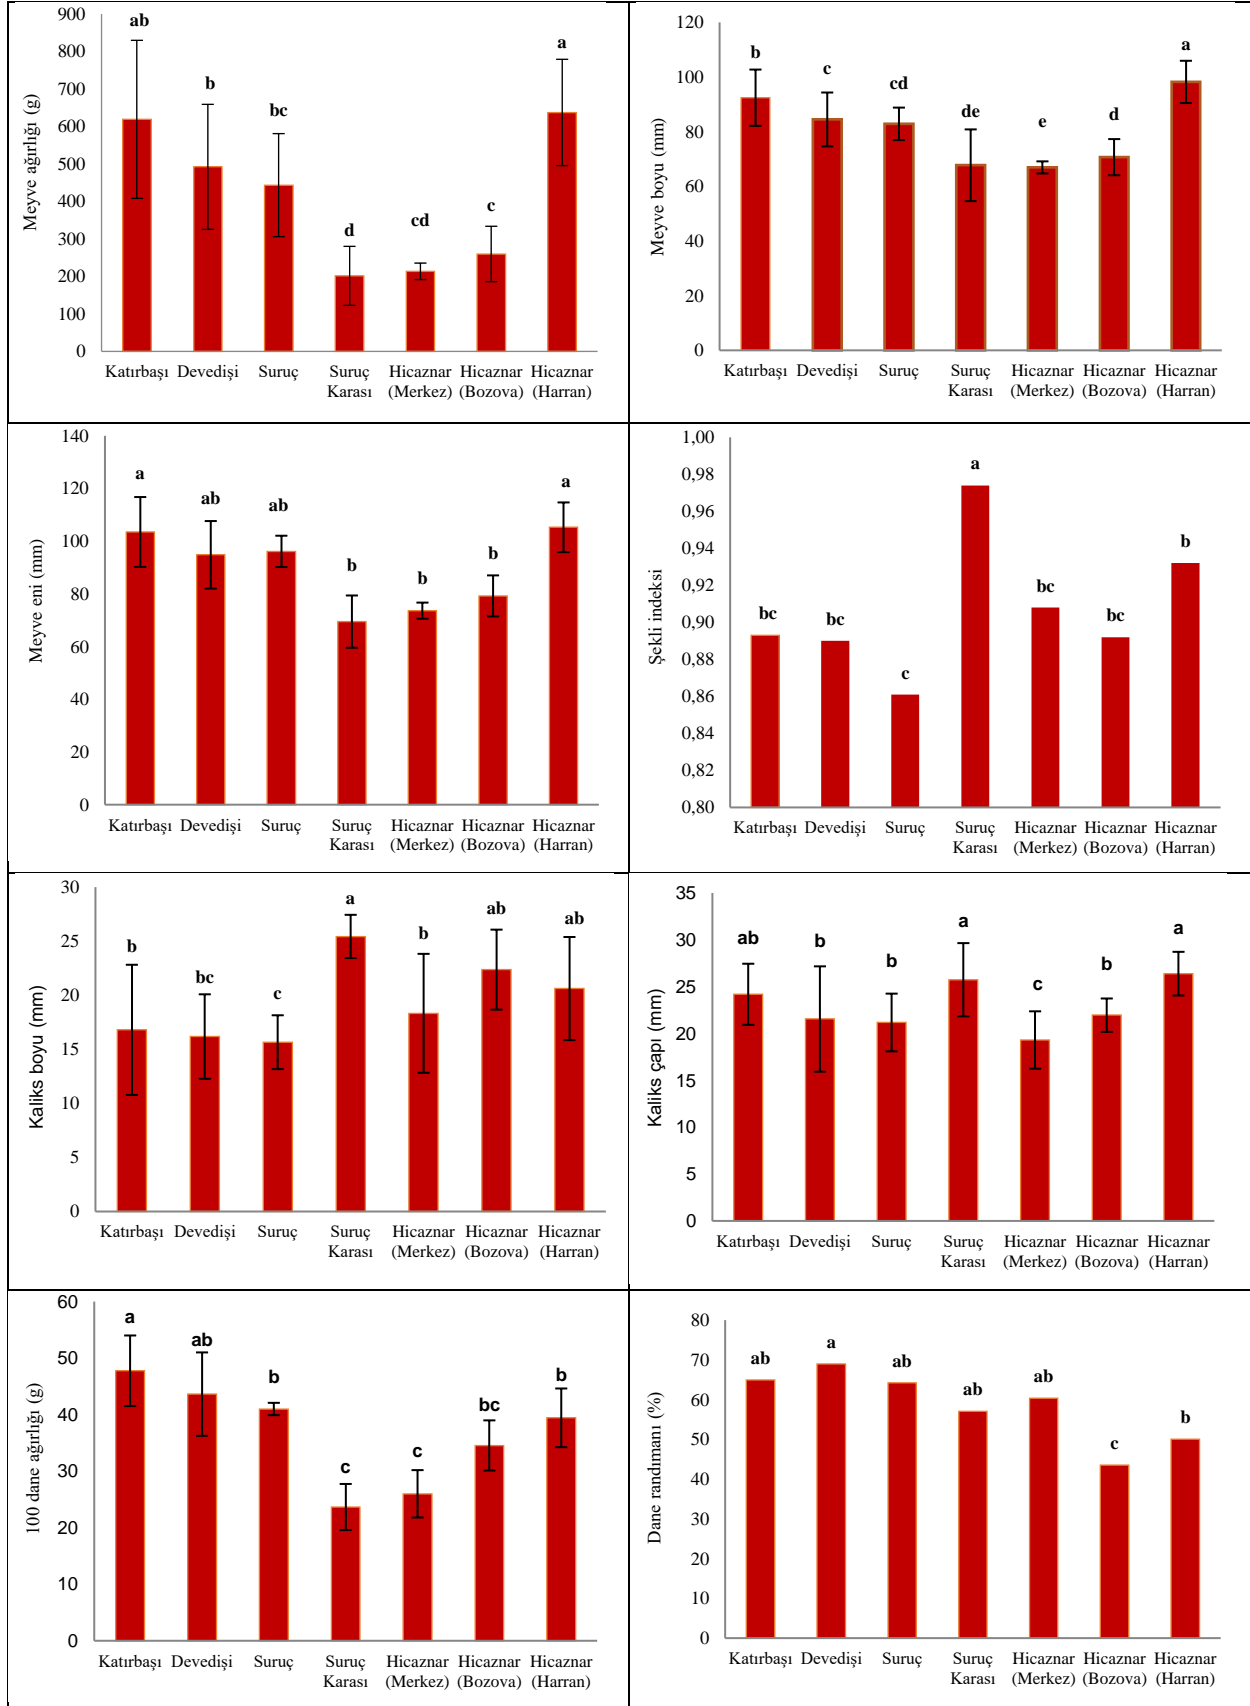 Meyve ağırlığı (g)
900
800
700
600
500
400
300
200
100
0
ab
b
bc
d
cd
c
a
Katırbaşı Devedişi Suruç Suruç Hicaznar Hicaznar Hicaznar
Karası (Merkez) (Bozova) (Harran)
Meyve boyu (mm)
120
100
80
60
40
20
0
b
c
cd
de
e
d
a
Katırbaşı Devedişi Suruç Suruç Hicaznar Hicaznar Hicaznar
Karası (Merkez) (Bozova) (Harran)
Meyve eni (mm)
140
120
100
80
60
40
20
0
a
ab
ab
b
b
b
a
Katırbaşı Devedişi Suruç Suruç Hicaznar Hicaznar Hicaznar
Karası (Merkez) (Bozova) (Harran)
Şekli indeksi
1,00
0,98
0,96
0,94
0,92
0,90
0,88
0,86
0,84
0,82
0,80
bc
bc
c
a
bc
bc
b
Katırbaşı Devedişi Suruç Suruç Hicaznar Hicaznar Hicaznar
Karası (Merkez) (Bozova) (Harran)
Kaliks boyu (mm)
30
25
20
15
10
5
0
b
bc
c
a
b
ab
ab
Katırbaşı Devedişi Suruç Suruç Hicaznar Hicaznar Hicaznar
Karası (Merkez) (Bozova) (Harran)
Kaliks çapı (mm)
35
30
25
20
15
10
5
0
ab
b
b
a
c
b
a
Katırbaşı Devedişi Suruç Suruç Hicaznar Hicaznar Hicaznar
Karası (Merkez) (Bozova) (Harran)
100 dane ağırlığı (g)
60
50
40
30
20
10
0
a
ab
b
c
c
bc
b
Katırbaşı Devedişi Suruç Suruç Hicaznar Hicaznar Hicaznar
Karası (Merkez) (Bozova) (Harran)
Dane randımanı (%)
80
70
60
50
40
30
20
10
0
ab
a
ab
ab
ab
c
b
Katırbaşı Devedişi Suruç Suruç Hicaznar Hicaznar Hicaznar
Karası (Merkez) (Bozova) (Harran)